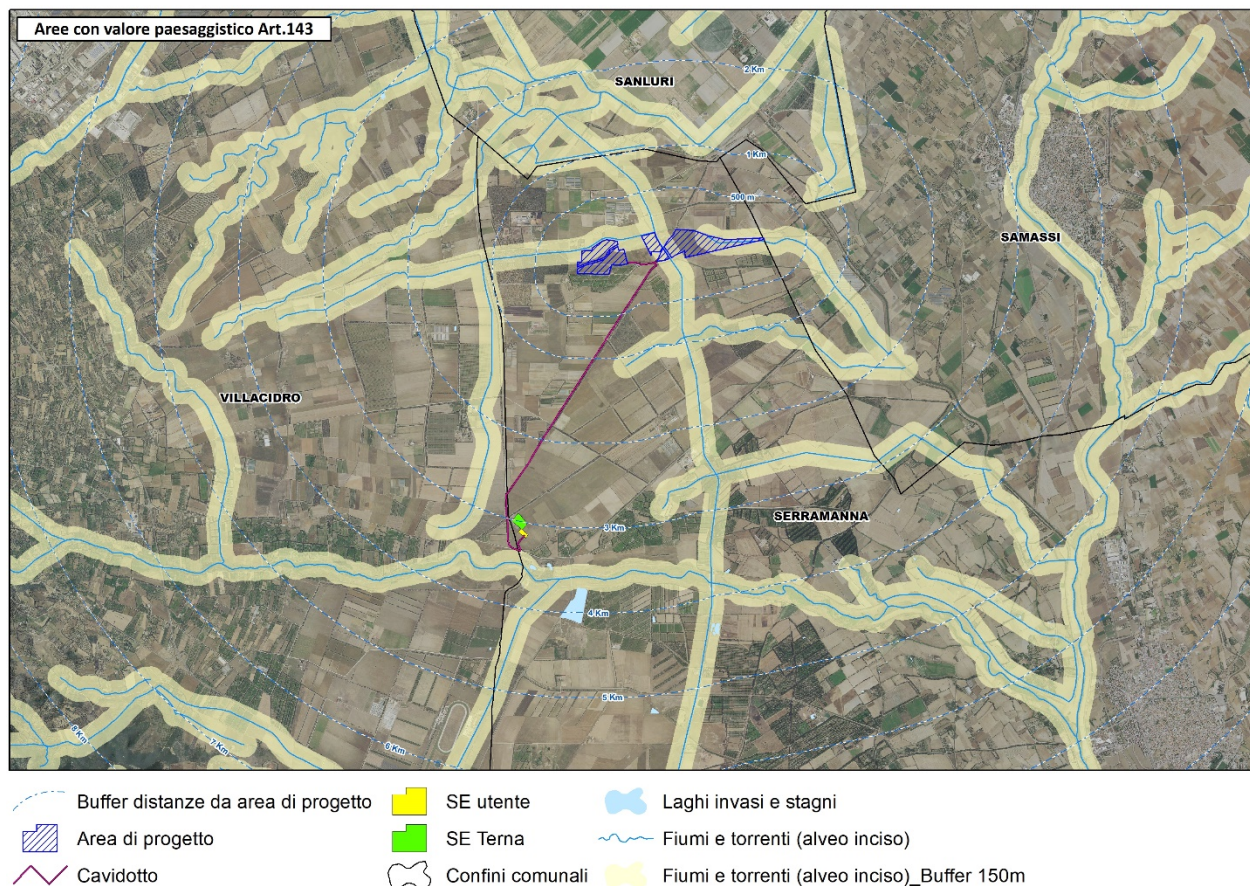 Aree con valore paesaggistico Art.143
SANLURI
2 Km
1 Km
500 m
SAMASSI
VILLACIDRO
3 Km
SERRAMANNA
4 Km
5 Km
6 Km
7 Km
8 Km
Buffer distanze da area di progetto
SE utente
Laghi invasi e stagni
Area di progetto
SE Terna
Fiumi e torrenti (alveo inciso)
Cavidotto
Confini comunali
Fiumi e torrenti (alveo inciso)_Buffer 150m